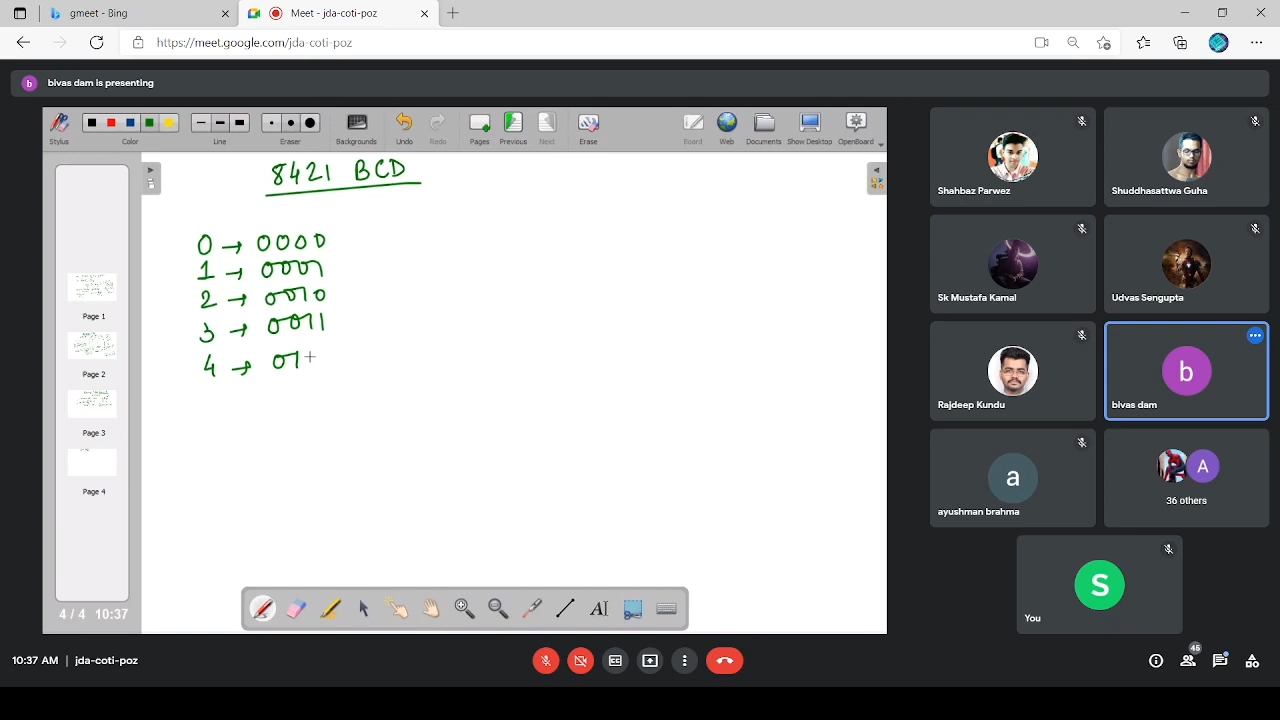 gmeet - Bing
Meet - jda-coti-poz
https://meet.google.com/jda-coti-poz
b
bivas dam is presenting
Stylus
Color
Line
Eraser
Backgrounds
Undo
Redo
Pages
Previous
Next
Erase
Board
Web
Documents
Show Desktop
OpenBoard
8421 BCD
0 → 0000
1 → 0001
2 → 0010
3 → 0011
4 → 01
Page 1
Page 2
Page 3
Page 4
4 / 4 10:37
Shahbaz Parwez
Shuddhasattwa Guha
Sk Mustafa Kamal
Udvas Sengupta
Rajdeep Kundu
b
bivas dam
a
ayushman brahma
A
36 others
S
You
10:37 AM | jda-coti-poz
45